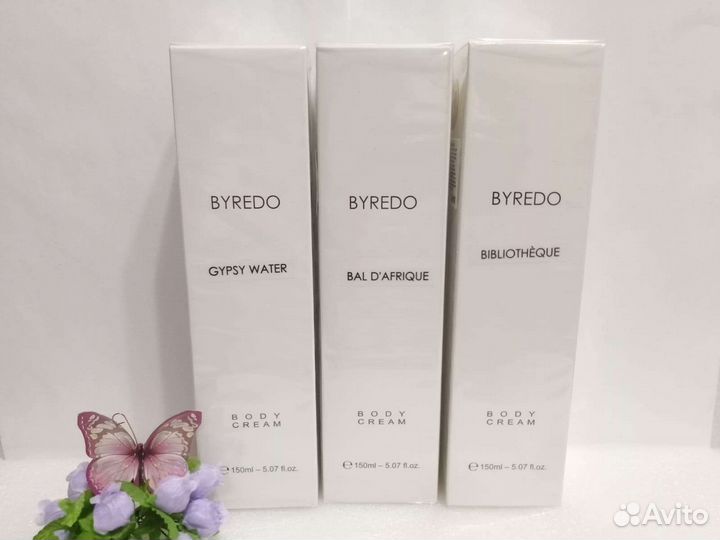 BYREDO
GYPSY WATER
BODY
CREAM
℮ 150ml – 5.07 fl.oz.
BYREDO
BAL D'AFRIQUE
BODY
CREAM
℮ 150ml – 5.07 fl.oz.
BYREDO
BIBLIOTHÈQUE
BODY
CREAM
℮ 150ml – 5.07 fl.oz.
Avito